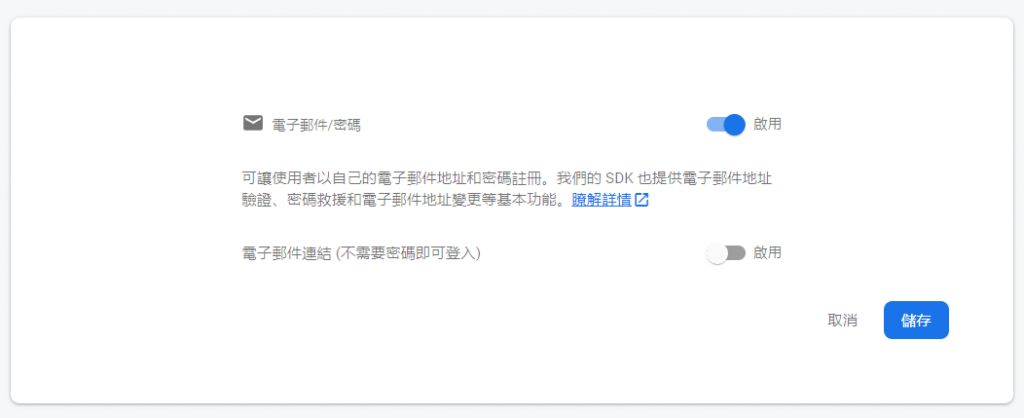 電子郵件/密碼
啟用
可讓使用者以自己的電子郵件地址和密碼註冊。我們的 SDK 也提供電子郵件地址
驗證、密碼救援和電子郵件地址變更等基本功能。瞭解詳情
電子郵件連結 (不需要密碼即可登入)
啟用
取消
儲存